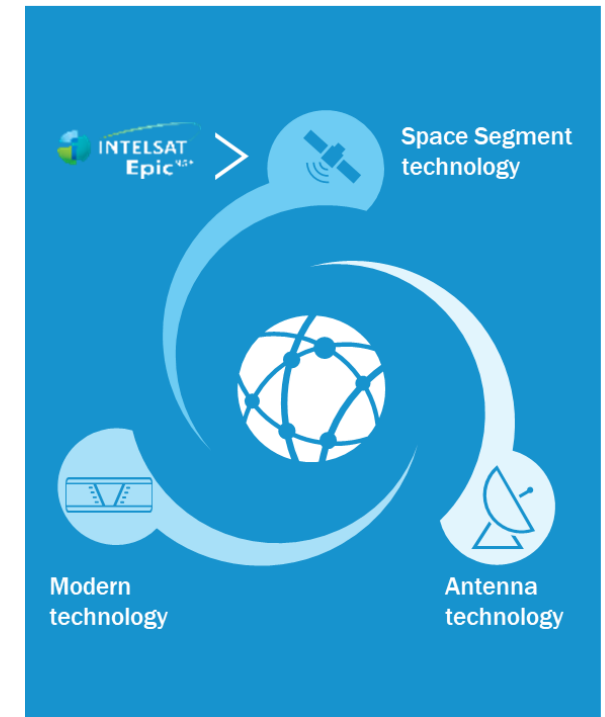 INTELSAT
Epic
Space Segment
technology
Modern
technology
Antenna
technology